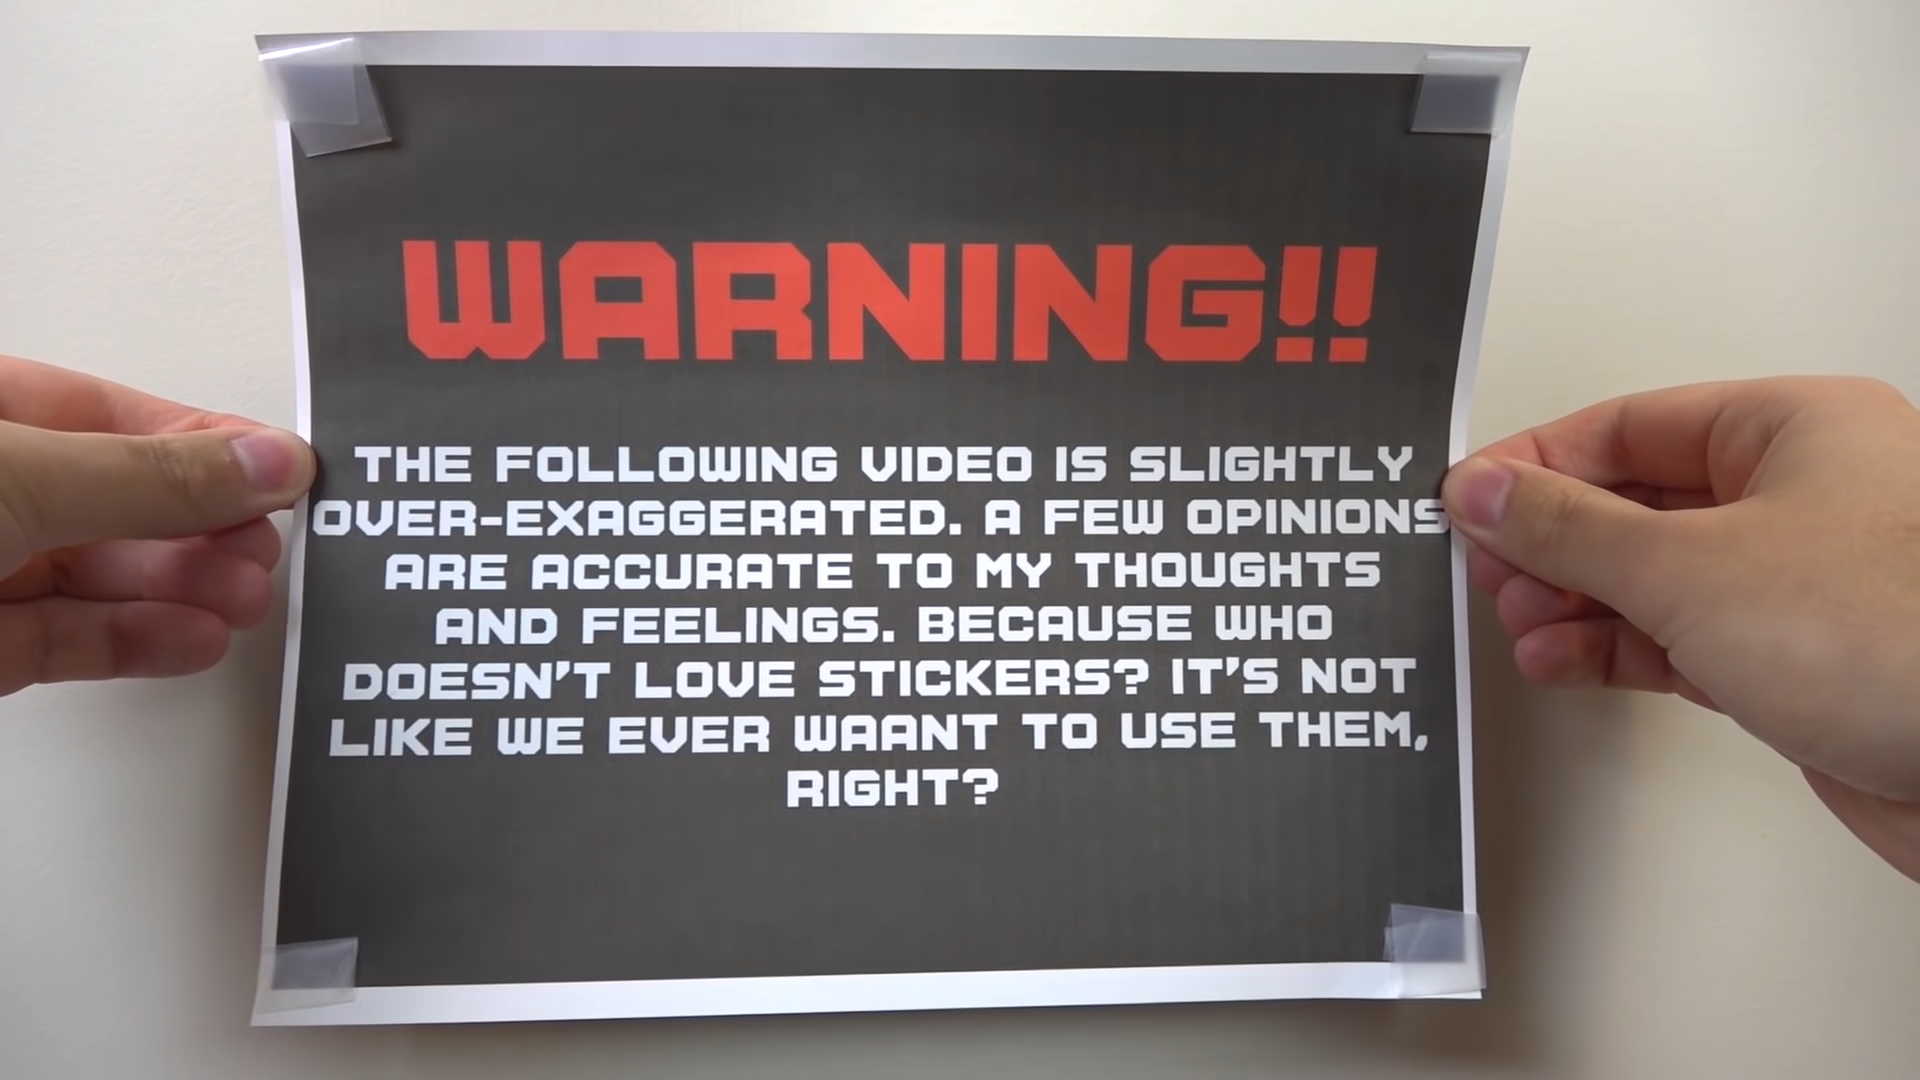 WARNING!!
THE FOLLOWING VIDEO IS SLIGHTLY
OVER-EXAGGERATED. A FEW OPINIONS
ARE ACCURATE TO MY THOUGHTS
AND FEELINGS. BECAUSE WHO
DOESN'T LOVE STICKERS? IT'S NOT
LIKE WE EVER WAANT TO USE THEM,
RIGHT?